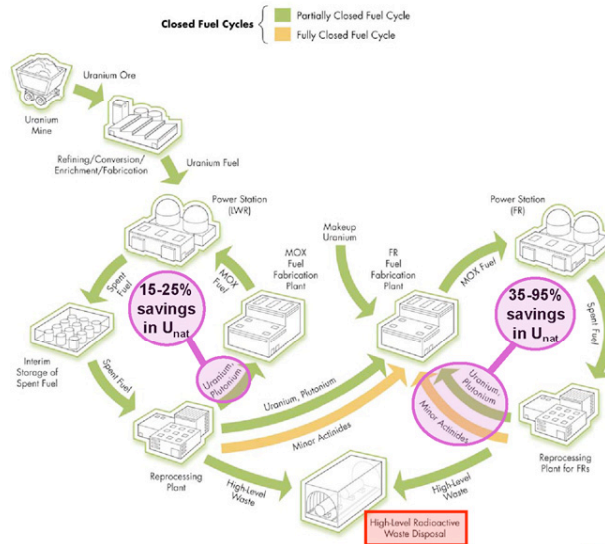 Closed Fuel Cycles
Partially Closed Fuel Cycle
Fully Closed Fuel Cycle
Uranium Ore
Uranium
Mine
Refining/Conversion/
Enrichment/Fabrication
Uranium Fuel
Power Station
(LWR)
Power Station
(FR)
Makeup
Uranium
MOX
Fuel
Fabrication
Plant
FR
Fuel
Fabrication
Plant
MOX Fuel
Spent
Fuel
15-25%
savings
in Unat
MOX
Fuel
35-95%
savings
in Unat
Spent Fuel
Interim
Storage of
Spent Fuel
Spent Fuel
Uranium,
Plutonium
Uranium, Plutonium
Minor Actinides
Uranium,
Plutonium
Minor Actinides
Reprocessing
Plant
High-Level
Waste
High-Level
Waste
Reprocessing
Plant for FRs
High-Level Radioactive
Waste Disposal